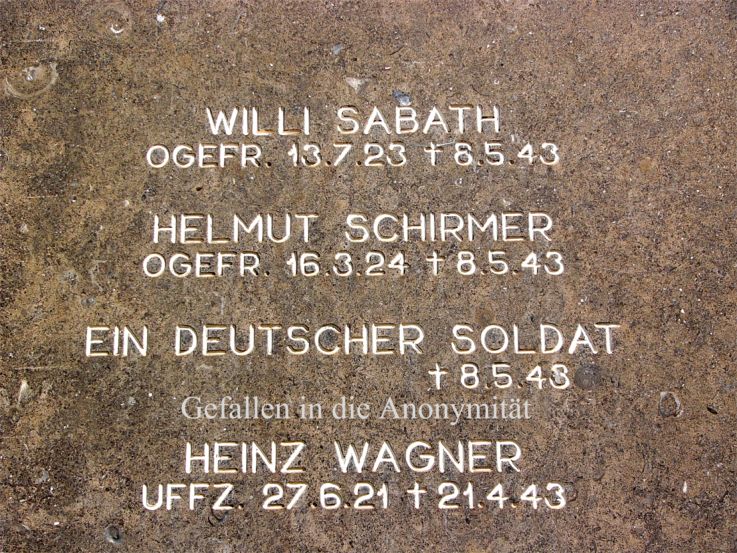 WILLI SABATH
OGEFR. 13.7.23 † 8.5.43
HELMUT SCHIRMER
OGEFR. 16.3.24 † 8.5.43
EIN DEUTSCHER SOLDAT
† 8.5.43
Gefallen in die Anonymität
HEINZ WAGNER
UFFZ. 27.6.21 † 21.4.43